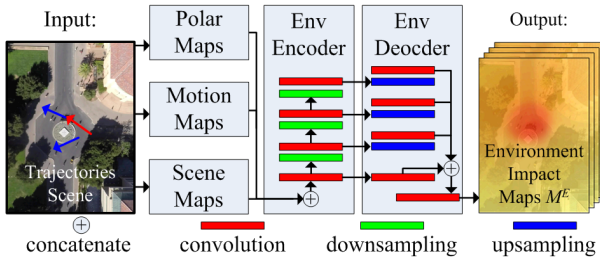 Input:
Polar
Maps
Env
Encoder
Env
Deocder
Output:
Motion
Maps
Trajectories
Scene
Scene
Maps
Environment
Impact
Maps M^E
concatenate
convolution
downsampling
upsampling